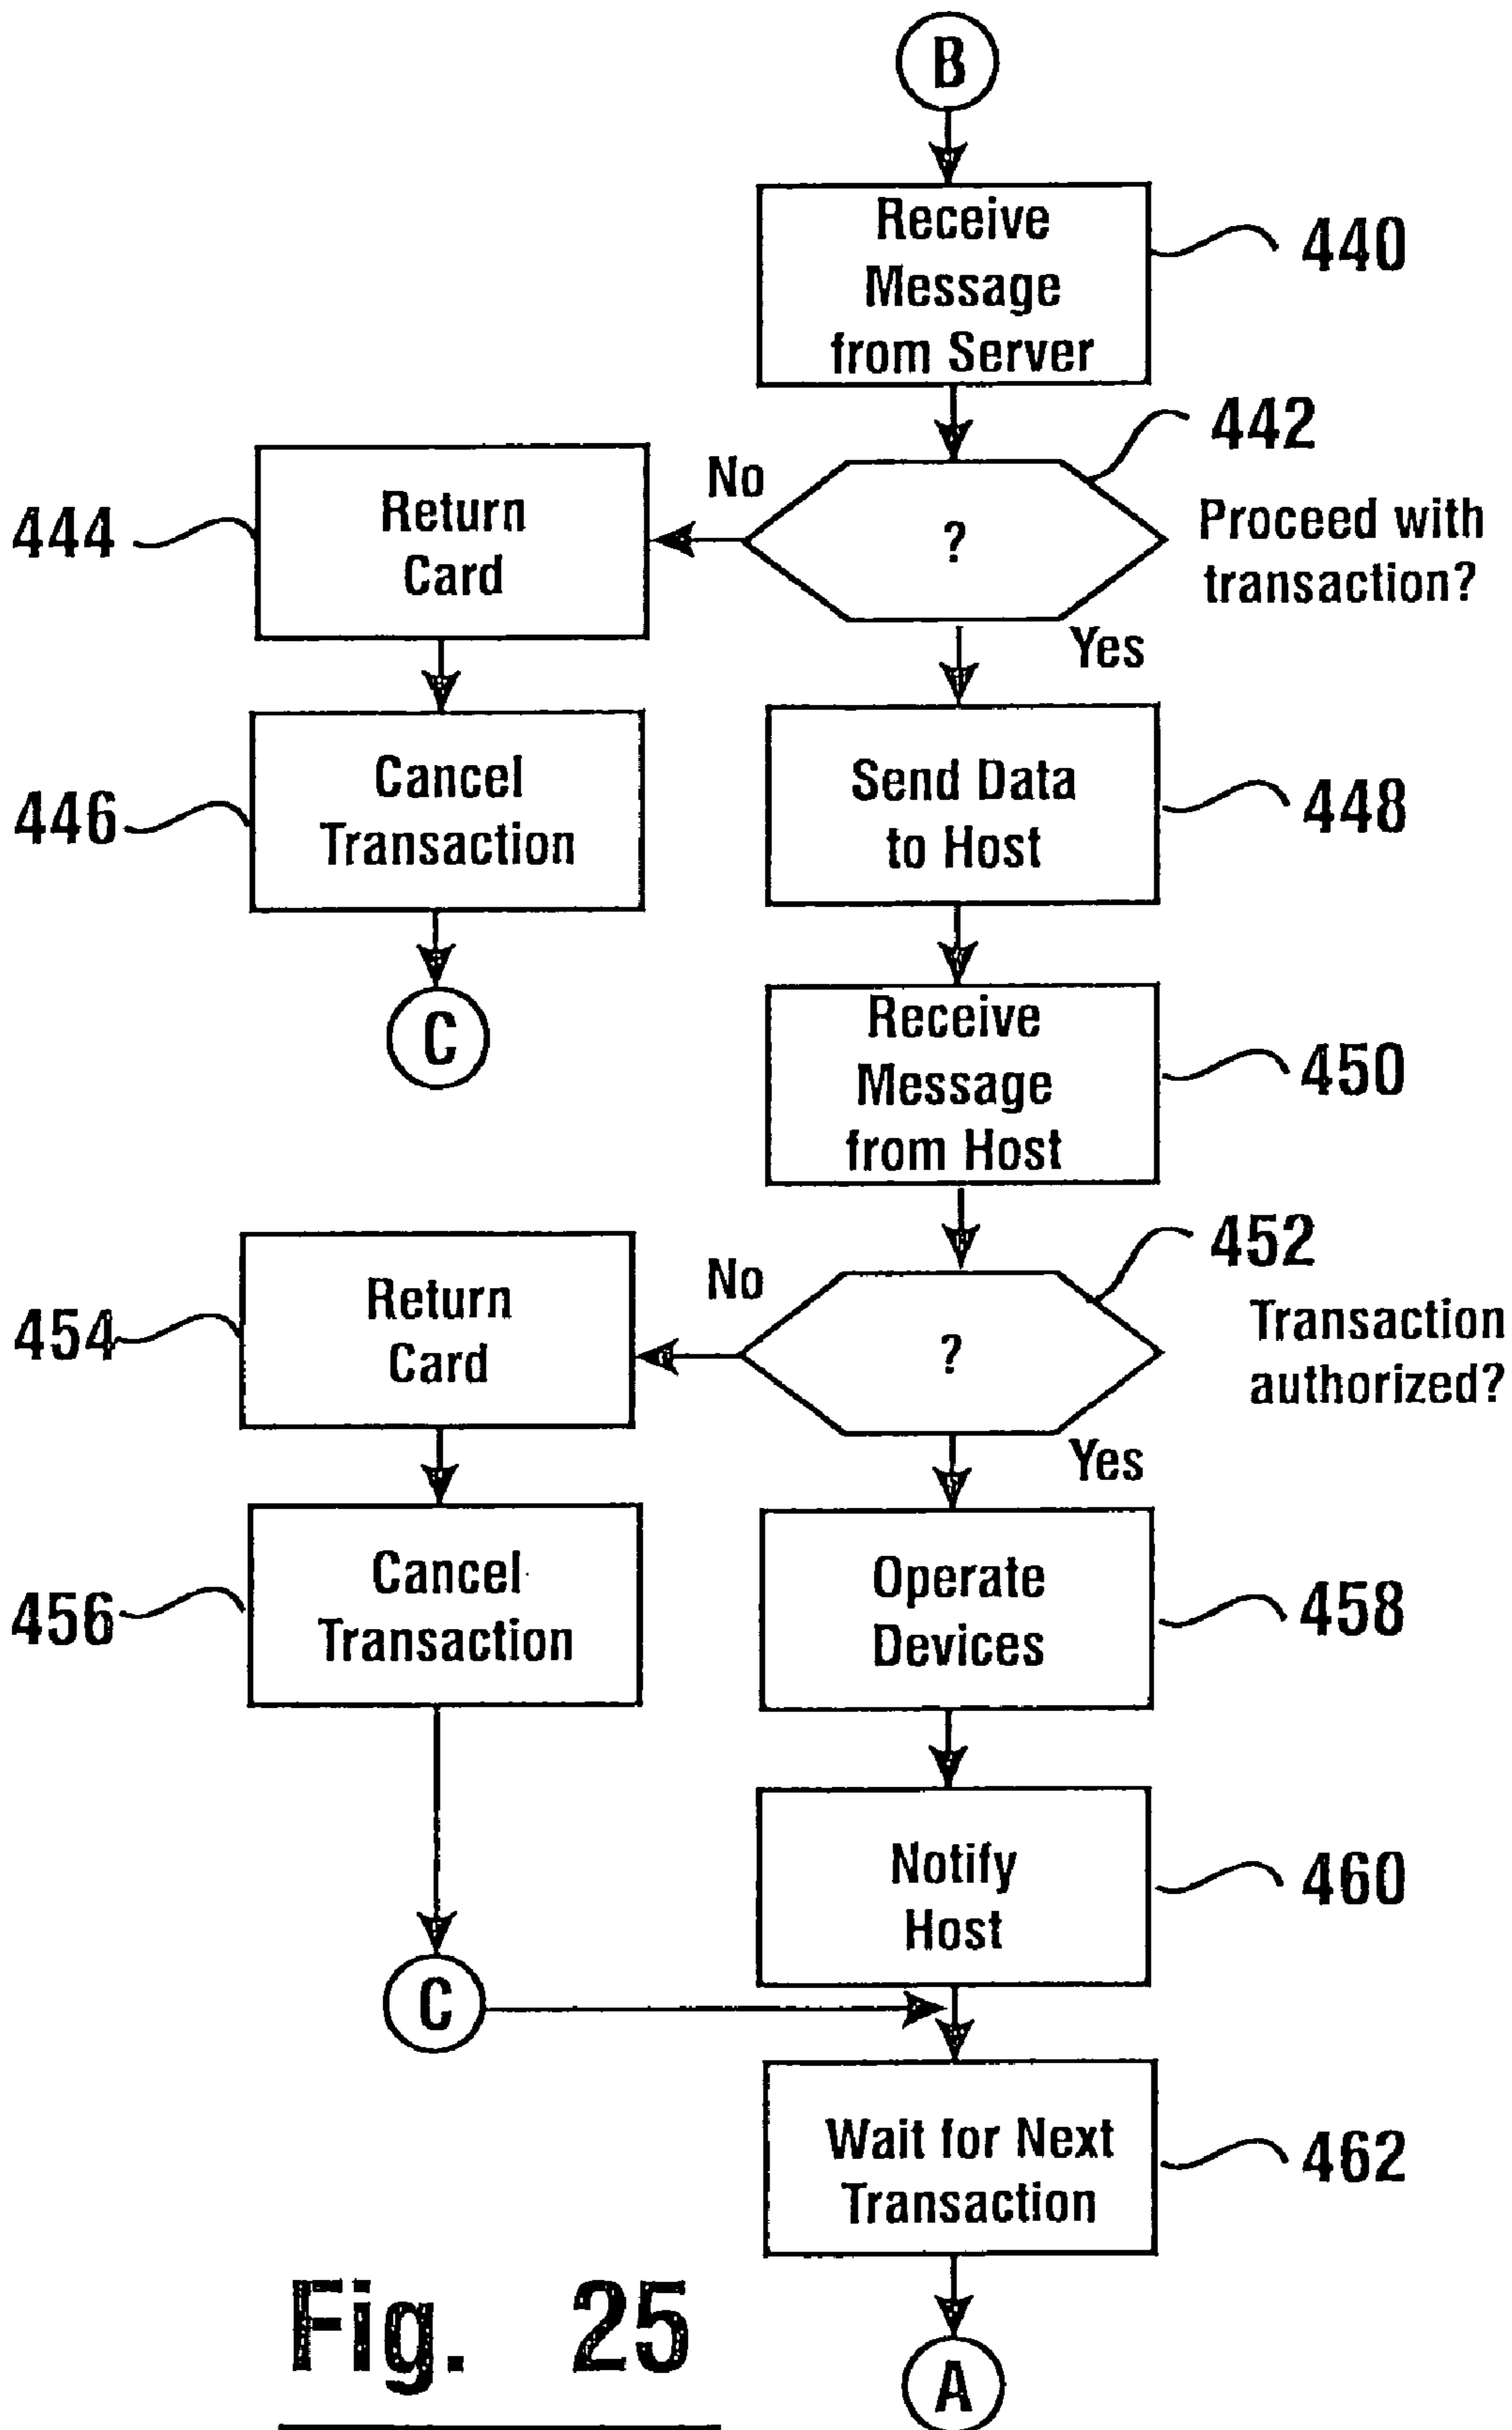 B
Receive
Message
from Server
440
442
No
?
Proceed with
transaction?
444
Return
Card
Yes
446
Cancel
Transaction
Send Data
to Host
448
C
Receive
Message
from Host
450
452
No
?
Transaction
authorized?
454
Return
Card
Yes
456
Cancel
Transaction
Operate
Devices
458
Notify
Host
460
C
Wait for Next
Transaction
462
A
Fig. 25